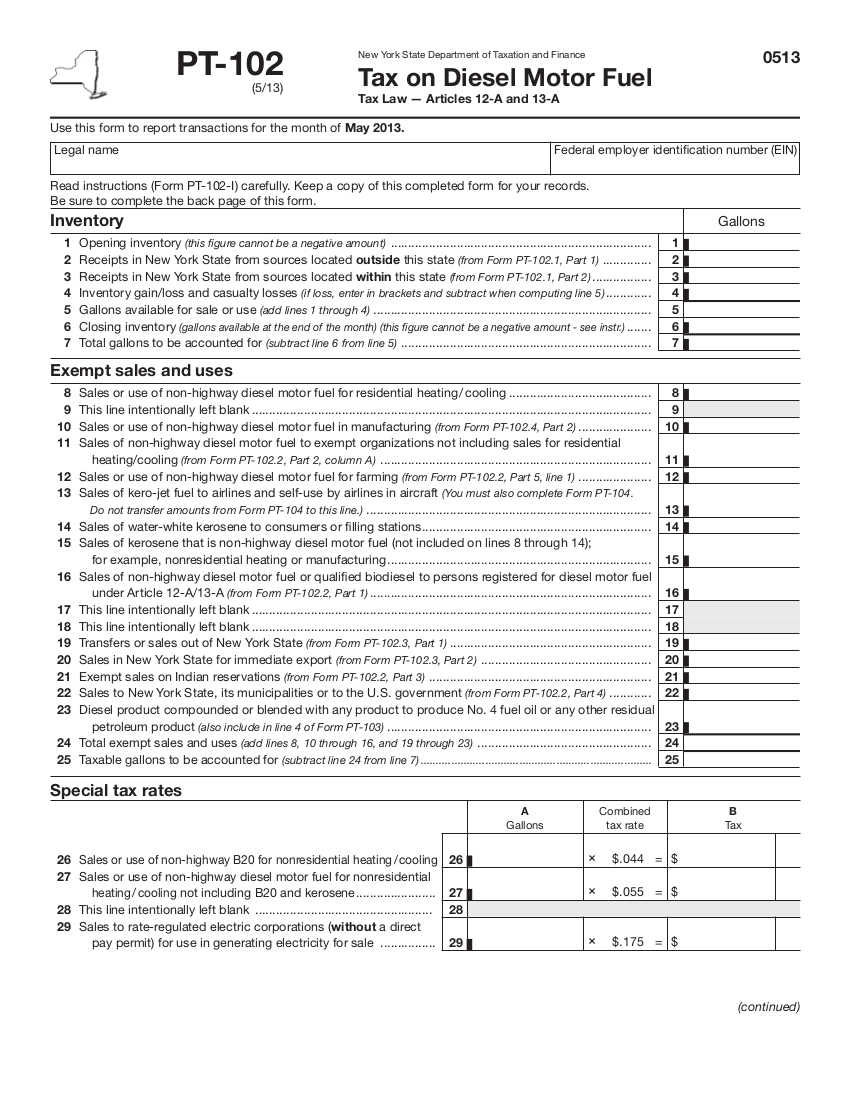 PT-102
(5/13)
New York State Department of Taxation and Finance
Tax on Diesel Motor Fuel
Tax Law — Articles 12-A and 13-A
0513
Use this form to report transactions for the month of May 2013.
Legal name
Federal employer identification number (EIN)
Read instructions (Form PT-102-I) carefully. Keep a copy of this completed form for your records.
Be sure to complete the back page of this form.
Inventory
Gallons
1 Opening inventory (this figure cannot be a negative amount) ........ 1
2 Receipts in New York State from sources located outside this state (from Form PT-102.1, Part 1) ........ 2
3 Receipts in New York State from sources located within this state (from Form PT-102.1, Part 2) ........ 3
4 Inventory gain/loss and casualty losses (if loss, enter in brackets and subtract when computing line 5) ........ 4
5 Gallons available for sale or use (add lines 1 through 4) ........ 5
6 Closing inventory (gallons available at the end of the month) (this figure cannot be a negative amount - see instr.) ....... 6
7 Total gallons to be accounted for (subtract line 6 from line 5) ........ 7
Exempt sales and uses
8 Sales or use of non-highway diesel motor fuel for residential heating/cooling ........ 8
9 This line intentionally left blank ........ 9
10 Sales or use of non-highway diesel motor fuel in manufacturing (from Form PT-102.4, Part 2) ........ 10
11 Sales of non-highway diesel motor fuel to exempt organizations not including sales for residential
heating/cooling (from Form PT-102.2, Part 2, column A) ........ 11
12 Sales or use of non-highway diesel motor fuel for farming (from Form PT-102.2, Part 5, line 1) ........ 12
13 Sales of kero-jet fuel to airlines and self-use by airlines in aircraft (You must also complete Form PT-104.
Do not transfer amounts from Form PT-104 to this line.) ........ 13
14 Sales of water-white kerosene to consumers or filling stations ........ 14
15 Sales of kerosene that is non-highway diesel motor fuel (not included on lines 8 through 14);
for example, nonresidential heating or manufacturing ........ 15
16 Sales of non-highway diesel motor fuel or qualified biodiesel to persons registered for diesel motor fuel
under Article 12-A/13-A (from Form PT-102.2, Part 1) ........ 16
17 This line intentionally left blank ........ 17
18 This line intentionally left blank ........ 18
19 Transfers or sales out of New York State (from Form PT-102.3, Part 1) ........ 19
20 Sales in New York State for immediate export (from Form PT-102.3, Part 2) ........ 20
21 Exempt sales on Indian reservations (from Form PT-102.2, Part 3) ........ 21
22 Sales to New York State, its municipalities or to the U.S. government (from Form PT-102.2, Part 4) ........ 22
23 Diesel product compounded or blended with any product to produce No. 4 fuel oil or any other residual
petroleum product (also include in line 4 of Form PT-103) ........ 23
24 Total exempt sales and uses (add lines 8, 10 through 16, and 19 through 23) ........ 24
25 Taxable gallons to be accounted for (subtract line 24 from line 7) ........ 25
Special tax rates
A Combined B
Gallons tax rate Tax
26 Sales or use of non-highway B20 for nonresidential heating/cooling 26 × $.044 = $
27 Sales or use of non-highway diesel motor fuel for nonresidential
heating/cooling not including B20 and kerosene ........ 27 × $.055 = $
28 This line intentionally left blank ........ 28
29 Sales to rate-regulated electric corporations (without a direct
pay permit) for use in generating electricity for sale ........ 29 × $.175 = $
(continued)